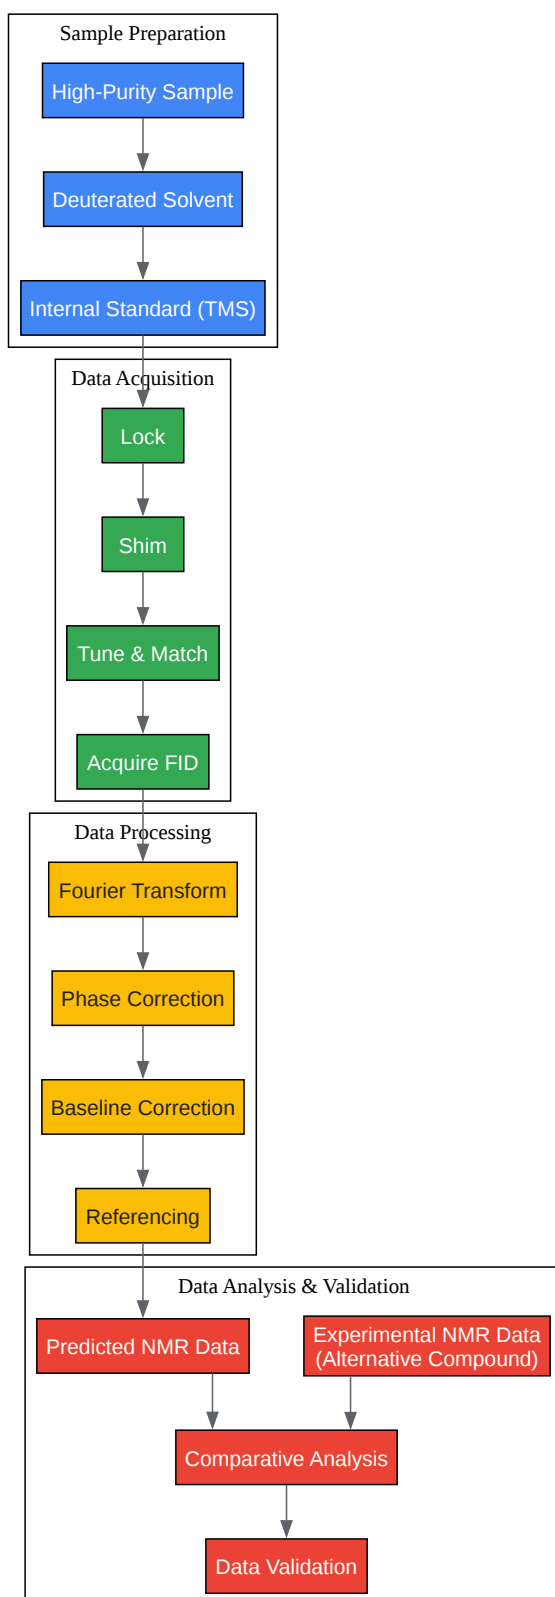 Sample Preparation
High-Purity Sample
Deuterated Solvent
Internal Standard (TMS)
Data Acquisition
Lock
Shim
Tune & Match
Acquire FID
Data Processing
Fourier Transform
Phase Correction
Baseline Correction
Referencing
Data Analysis & Validation
Predicted NMR Data
Experimental NMR Data
(Alternative Compound)
Comparative Analysis
Data Validation